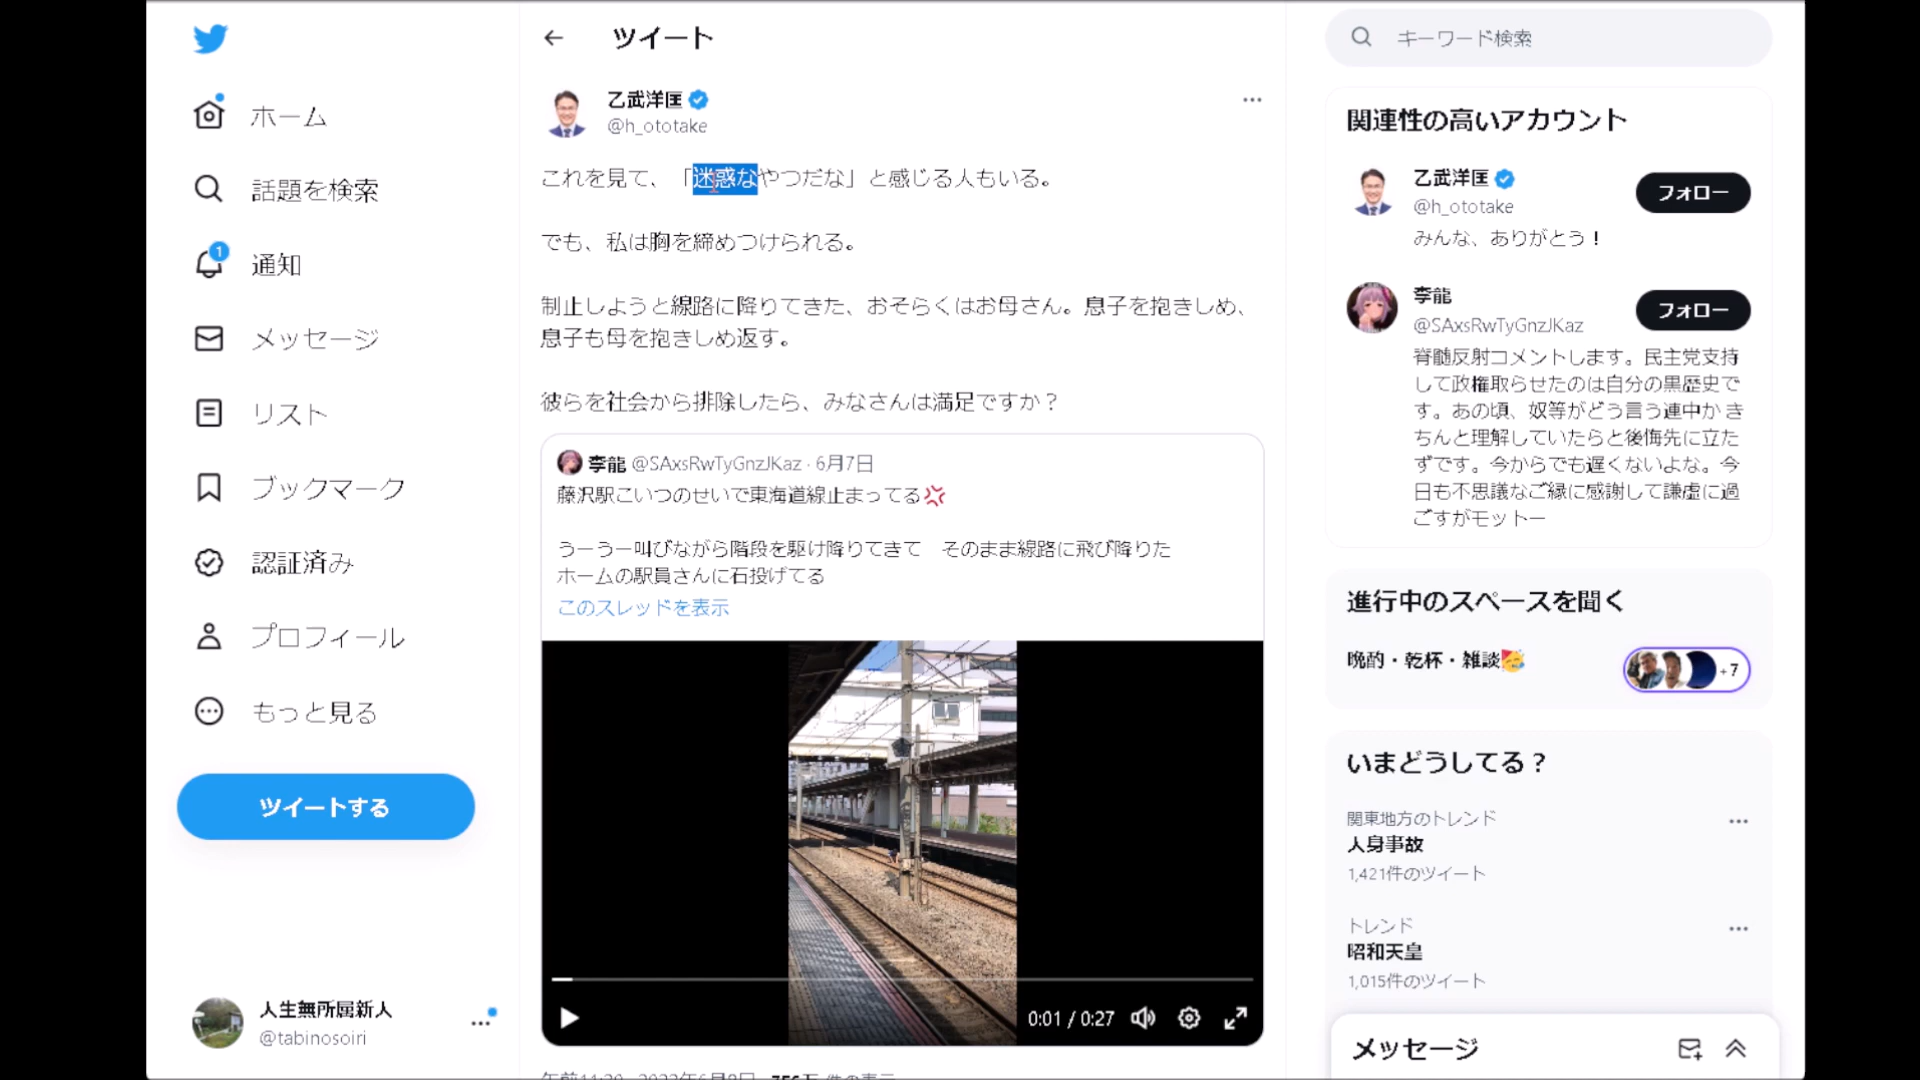 ツイート
キーワード検索
ホーム
話題を検索
1
通知
メッセージ
リスト
ブックマーク
認証済み
プロフィール
もっと見る
ツイートする
人生無所属新人
@tabinosoiri
乙武洋匡
@h_ototake
これを見て、「迷惑なやつだな」と感じる人もいる。
でも、私は胸を締めつけられる。
制止しようと線路に降りてきた、おそらくはお母さん。息子を抱きしめ、
息子も母を抱きしめ返す。
彼らを社会から排除したら、みなさんは満足ですか？
李龍 @SAxsRwTyGnzJKaz · 6月7日
藤沢駅こいつのせいで東海道線止まってる💢
うーうー叫びながら階段を駆け降りてきて　そのまま線路に飛び降りた
ホームの駅員さんに石投げてる
このスレッドを表示
0:01 / 0:27
関連性の高いアカウント
乙武洋匡
@h_ototake
フォロー
みんな、ありがとう！
李龍
@SAxsRwTyGnzJKaz
フォロー
脊髄反射コメントします。民主党支持
して政権取らせたのは自分の黒歴史で
す。あの頃、奴等がどう言う連中か き
ちんと理解していたらと後悔先に立た
ずです。今からでも遅くないよな。今
日も不思議なご縁に感謝して謙虚に過
ごすがモットー
進行中のスペースを聞く
晩酌・乾杯・雑談🥳
+7
いまどうしてる？
関東地方のトレンド
人身事故
1,421件のツイート
トレンド
昭和天皇
1,015件のツイート
メッセージ